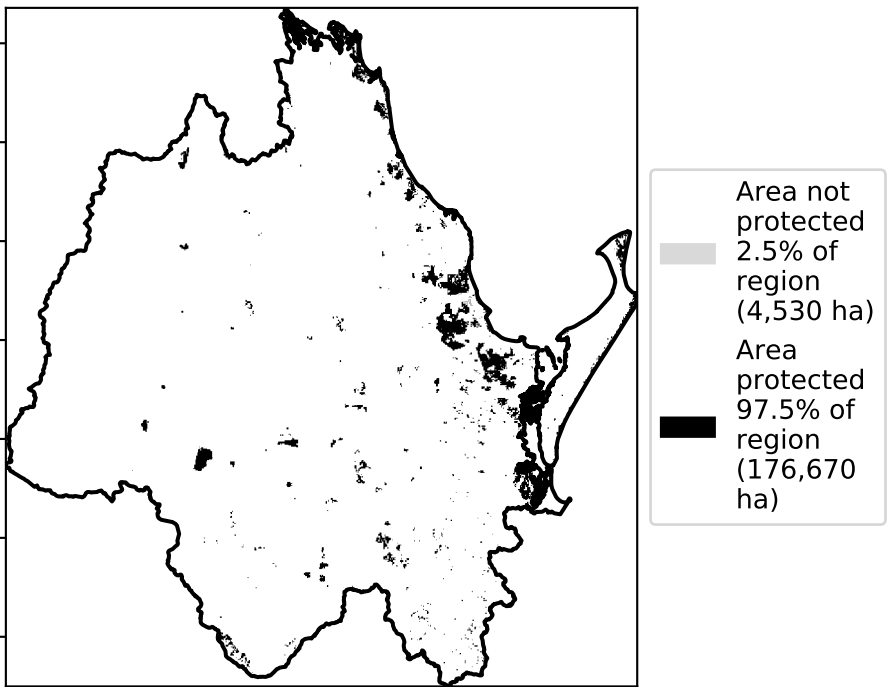 Area not
protected
2.5% of
region
(4,530 ha)
Area
protected
97.5% of
region
(176,670
ha)